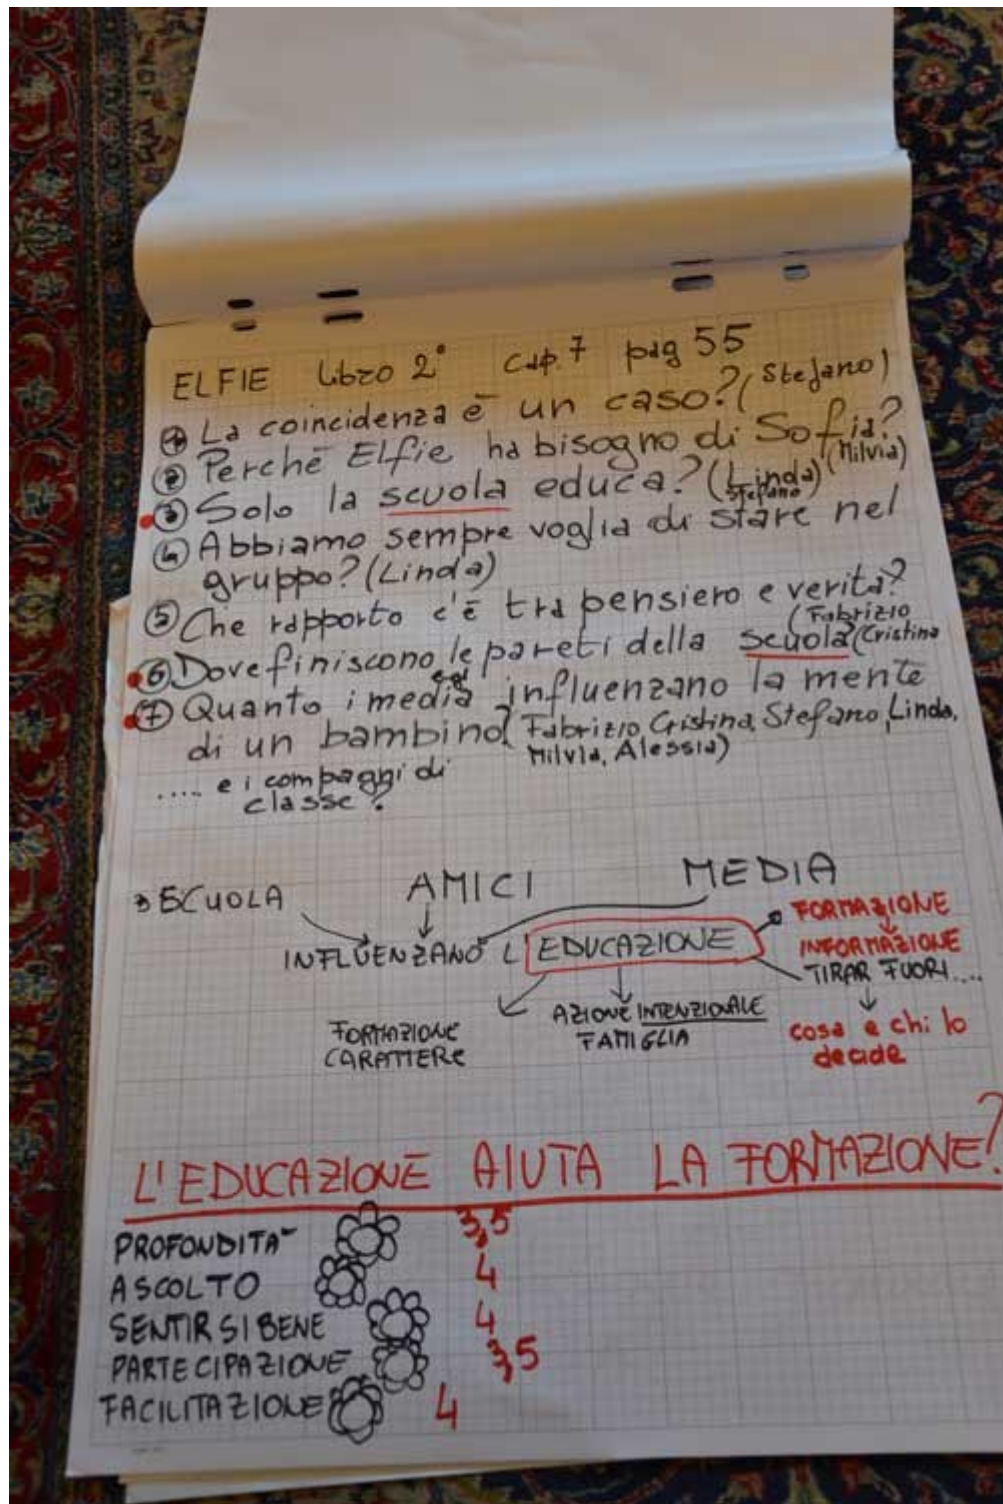 ELFIE Libro 2° Cap. 7 pag 55
① La coincidenza è un caso? (Stefano)
② Perchè Elfie ha bisogno di Sofia? (Milvia)
③ Solo la scuola educa? (Linda)
Stefano
④ Abbiamo sempre voglia di stare nel
gruppo? (Linda)
⑤ Che rapporto c'è tra pensiero e verità?
(Fabrizio
⑥ Dove finiscono le pareti della scuola (Cristina
⑦ Quanto i media influenzano la mente
di un bambino? (Fabrizio, Cristina, Stefano, Linda,
Milvia, Alessia)
..... e i compagni di
classe?
SCUOLA AMICI MEDIA
INFLUENZANO L'EDUCAZIONE
FORMAZIONE
INFORMAZIONE
TIRAR FUORI....
FORMAZIONE
CARATTERE
AZIONE INTENZIONALE
FAMIGLIA
cosa e chi lo
decide
L'EDUCAZIONE AIUTA LA FORMAZIONE?
PROFONDITA' 3,5
ASCOLTO 4
SENTIRSI BENE 4
PARTECIPAZIONE 3,5
FACILITAZIONE 4